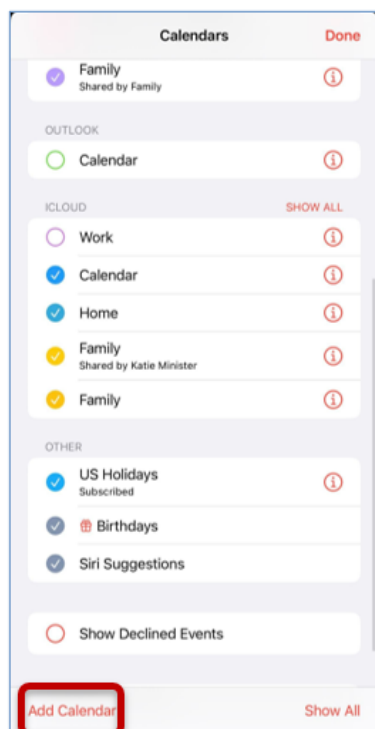 Calendars Done
Family
Shared by Family
OUTLOOK
Calendar
ICLOUD SHOW ALL
Work
Calendar
Home
Family
Shared by Katie Minister
Family
OTHER
US Holidays
Subscribed
Birthdays
Siri Suggestions
Show Declined Events
Add Calendar Show All